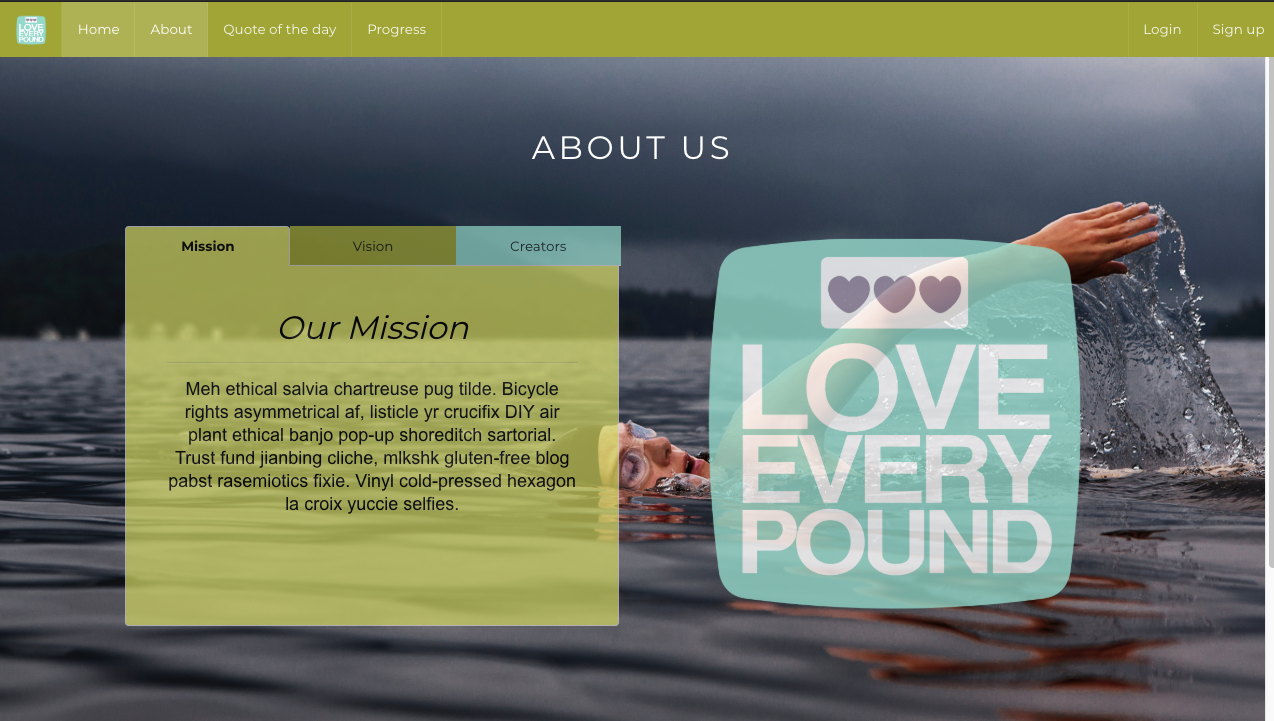 LOVE
EVERY
POUND
Home About Quote of the day Progress Login Sign up
ABOUT US
Mission Vision Creators
Our Mission
Meh ethical salvia chartreuse pug tilde. Bicycle
rights asymmetrical af, listicle yr crucifix DIY air
plant ethical banjo pop-up shoreditch sartorial.
Trust fund jianbing cliche, mlkshk gluten-free blog
pabst rasemiotics fixie. Vinyl cold-pressed hexagon
la croix yuccie selfies.
LOVE
EVERY
POUND